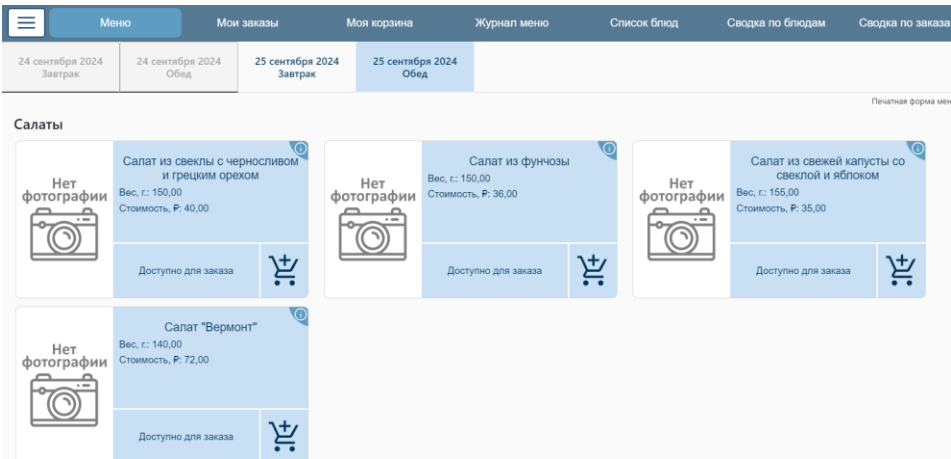 Меню Мои заказы Моя корзина Журнал меню Список блюд Сводка по блюдам Сводка по заказа
24 сентября 2024 24 сентября 2024 25 сентября 2024 25 сентября 2024
Завтрак Обед Завтрак Обед
Печатная форма мен
Салаты
Нет
фотографии
Салат из свеклы с черносливом
и грецким орехом
Вес, г.: 150,00
Стоимость, ₽: 40,00
Доступно для заказа
Нет
фотографии
Салат из фунчозы
Вес, г.: 150,00
Стоимость, ₽: 36,00
Доступно для заказа
Нет
фотографии
Салат из свежей капусты со
свеклой и яблоком
Вес, г.: 155,00
Стоимость, ₽: 35,00
Доступно для заказа
Нет
фотографии
Салат "Вермонт"
Вес, г.: 140,00
Стоимость, ₽: 72,00
Доступно для заказа